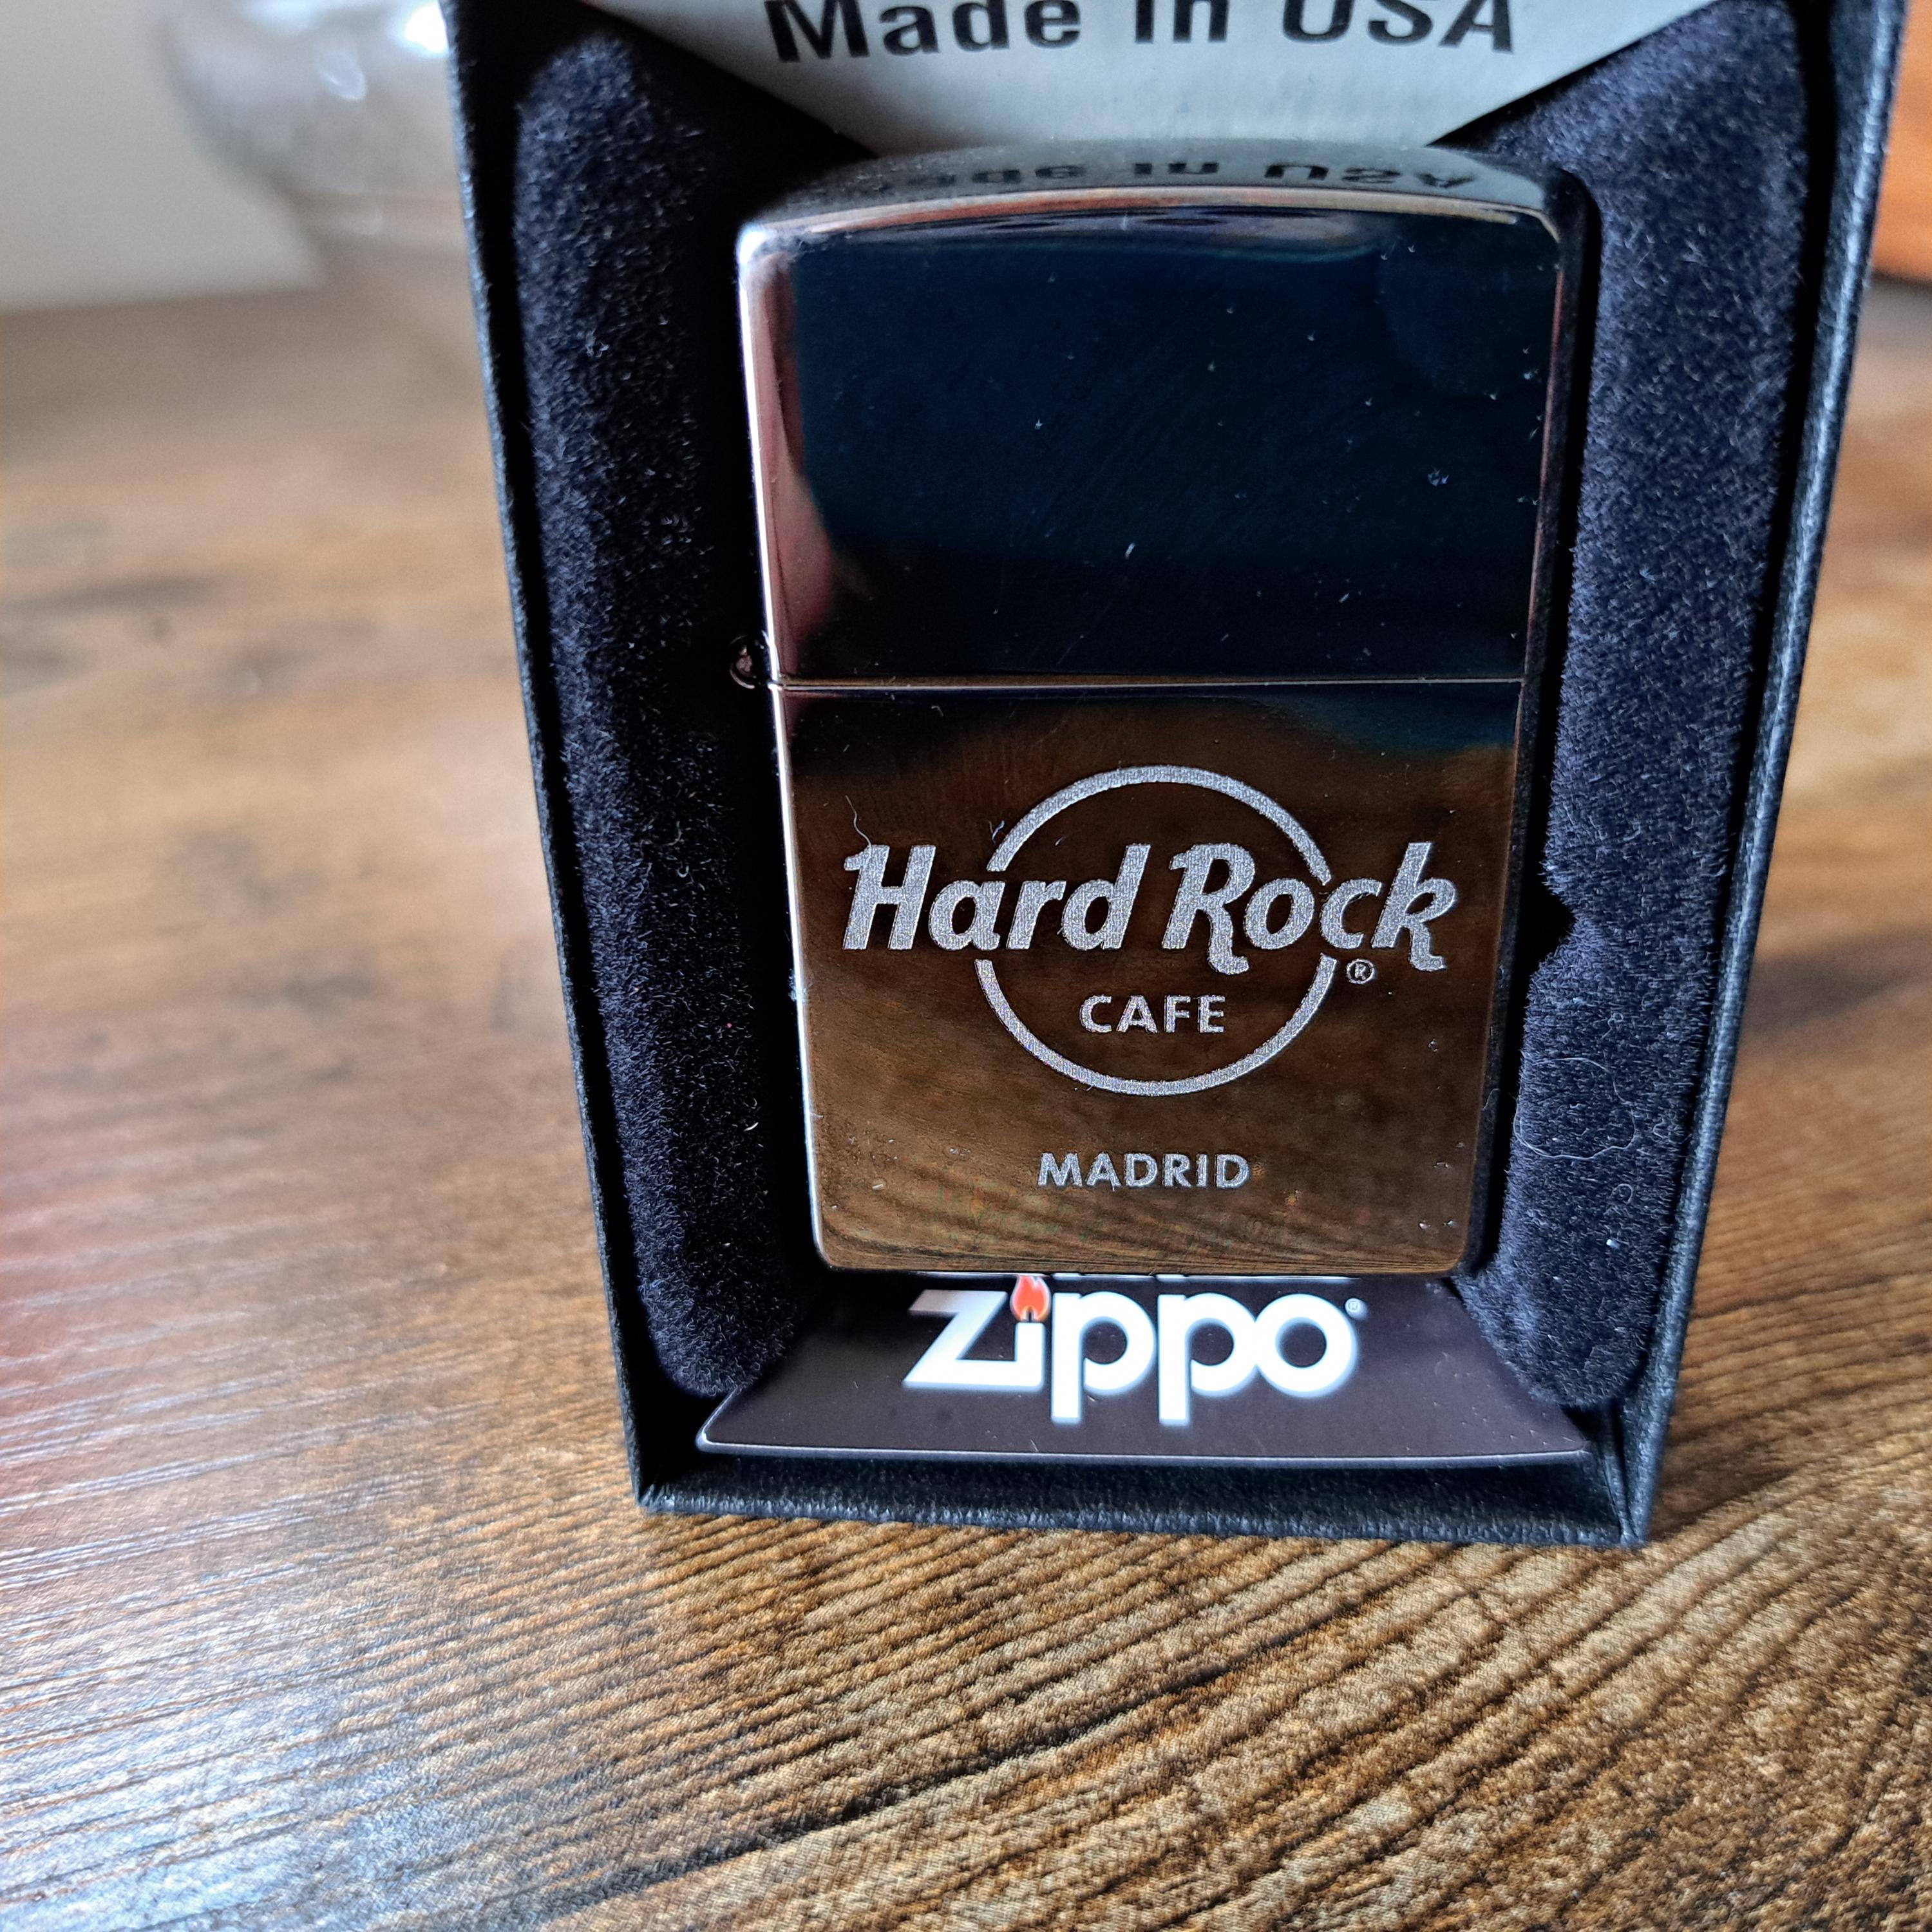 Made in USA
Hard Rock®
CAFE
MADRID
Zippo®